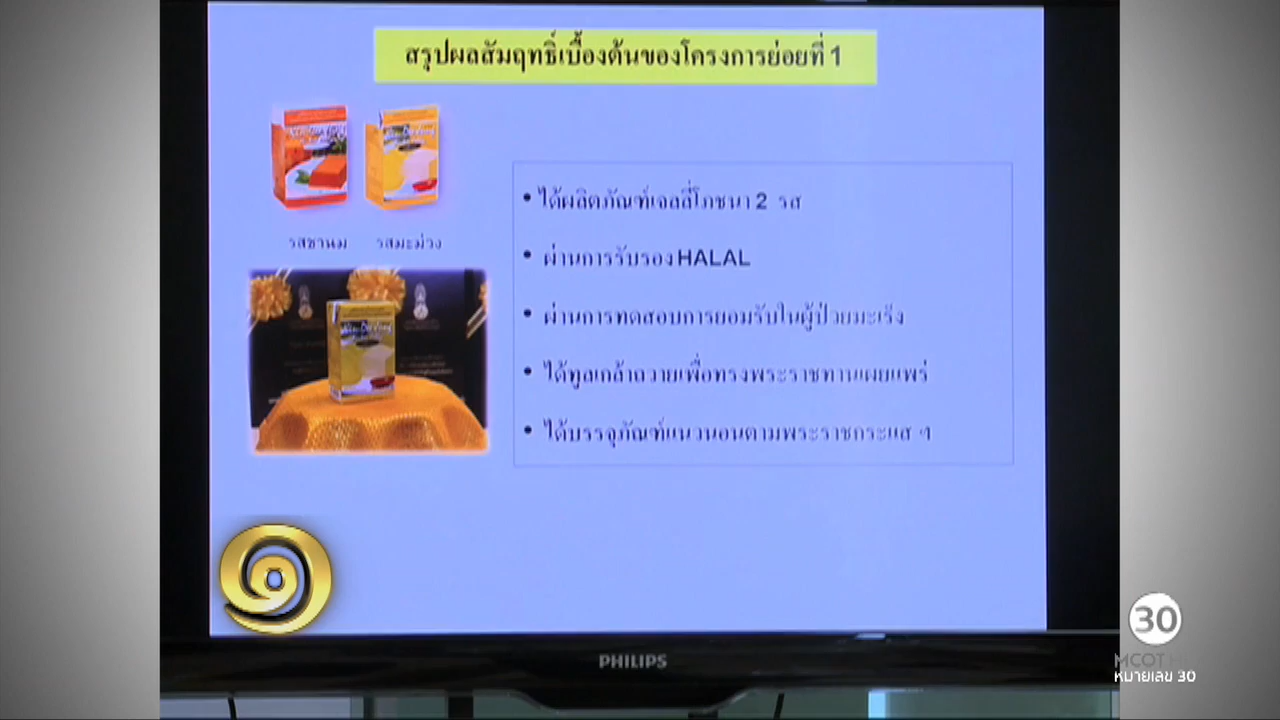 สรุปผลสัมฤทธิ์เบื้องต้นของโครงการย่อยที่ 1
รสชานม รสมะม่วง
• ได้ผลิตภัณฑ์เจลลี่โภชนา 2 รส
• ผ่านการรับรอง HALAL
• ผ่านการทดสอบการยอมรับในผู้ป่วยมะเร็ง
• ได้ทูลเกล้าถวายเพื่อทรงพระราชทานเผยแพร่
• ได้บรรจุภัณฑ์แนวนอนตามพระราชกระแส ฯ
๑
PHILIPS
30
MCOT
หมายเลข 30